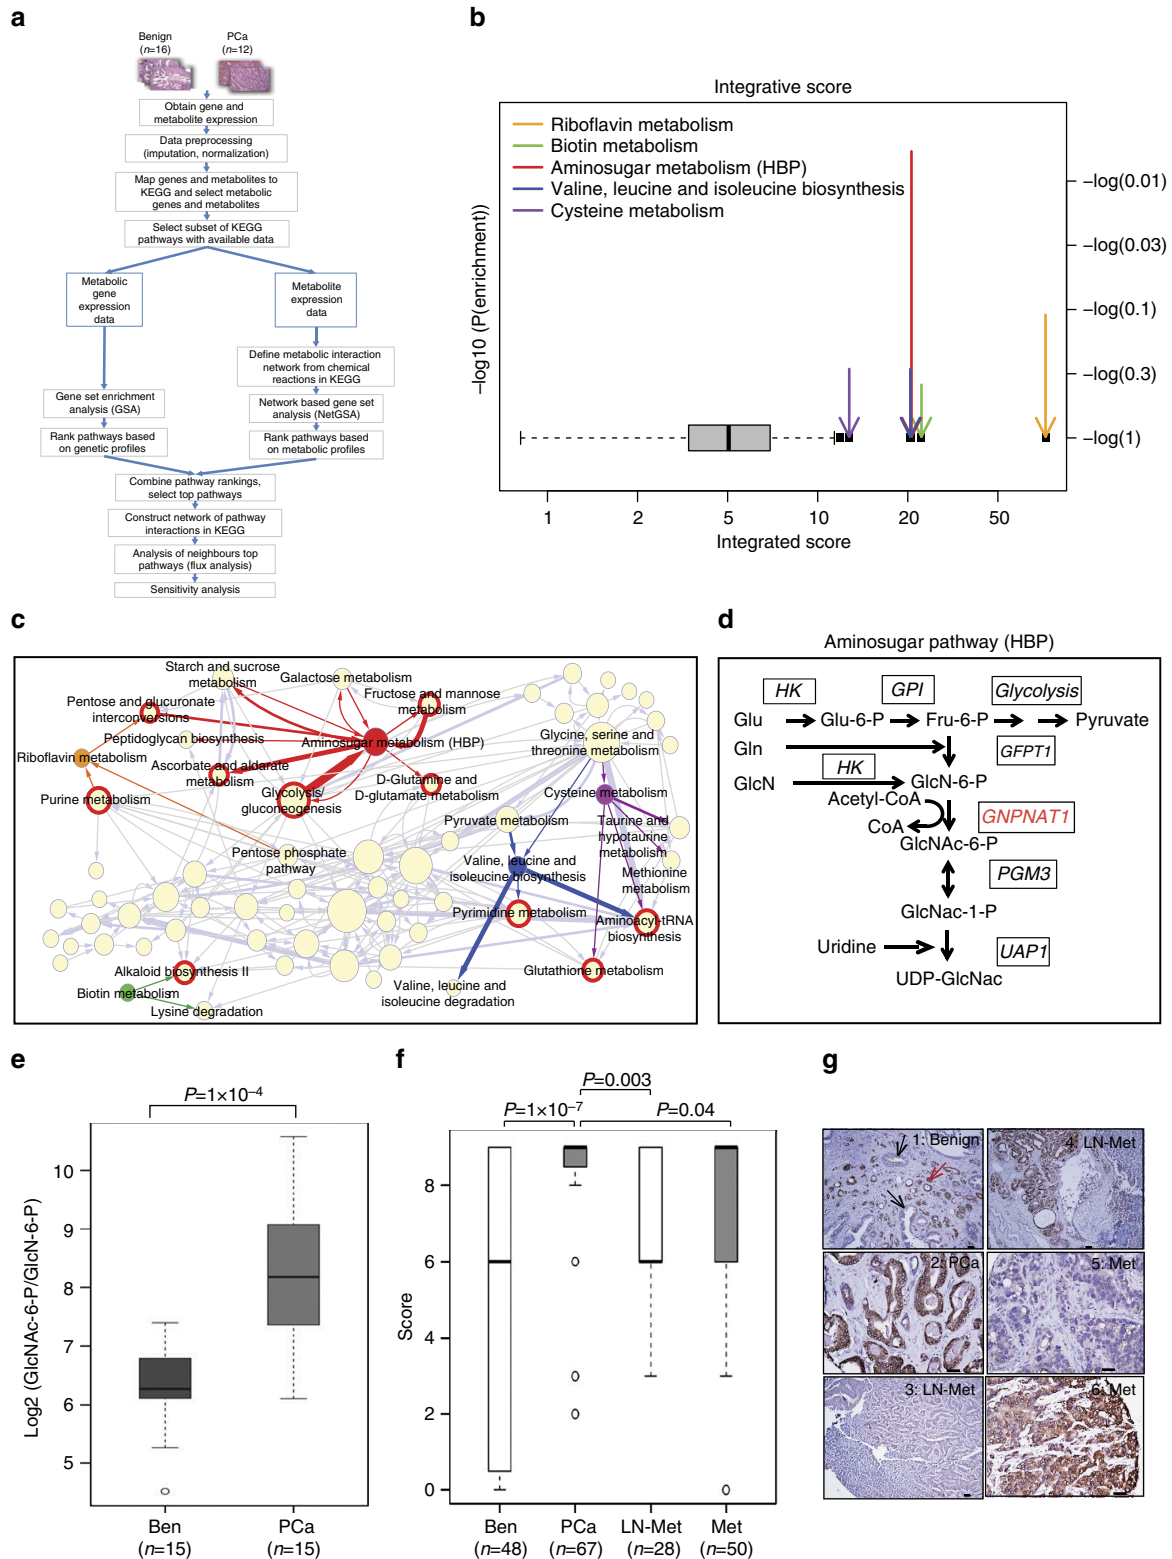 a
Benign
(n=16)
PCa
(n=12)
Obtain gene and
metabolite expression
Data preprocessing
(imputation, normalization)
Map genes and metabolites to
KEGG and select metabolic
genes and metabolites
Select subset of KEGG
pathways with available data
Metabolic
gene
expression
data
Metabolite
expression
data
Define metabolic interaction
network from chemical
reactions in KEGG
Gene set enrichment
analysis (GSA)
Network based gene set
analysis (NetGSA)
Rank pathways based
on genetic profiles
Rank pathways based
on metabolic profiles
Combine pathway rankings,
select top pathways
Construct network of pathway
interactions in KEGG
Analysis of neighbours top
pathways (flux analysis)
Sensitivity analysis
b
Integrative score
Riboflavin metabolism
Biotin metabolism
Aminosugar metabolism (HBP)
Valine, leucine and isoleucine biosynthesis
Cysteine metabolism
−log10 (P(enrichment))
−log(0.01)
−log(0.03)
−log(0.1)
−log(0.3)
−log(1)
1 2 5 10 20 50
Integrated score
c
Starch and sucrose
metabolism
Galactose metabolism
Fructose and mannose
metabolism
Pentose and glucuronate
interconversions
Peptidoglycan biosynthesis
Aminosugar metabolism (HBP)
Glycine, serine and
threonine metabolism
Riboflavin metabolism
Ascorbate and aldarate
metabolism
Purine metabolism
Glycolysis/
gluconeogenesis
D-Glutamine and
D-glutamate metabolism
Cysteine metabolism
Pyruvate metabolism
Taurine and
hypotaurine
metabolism
Pentose phosphate
pathway
Valine, leucine and
isoleucine biosynthesis
Methionine
metabolism
Pyrimidine metabolism
Aminoacyl-tRNA
biosynthesis
Alkaloid biosynthesis II
Glutathione metabolism
Biotin metabolism
Valine, leucine and
isoleucine degradation
Lysine degradation
d
Aminosugar pathway (HBP)
HK
GPI
Glycolysis
Glu
Glu-6-P
Fru-6-P
Pyruvate
Gln
GFPT1
HK
GlcN
GlcN-6-P
Acetyl-CoA
CoA
GNPNAT1
GlcNAc-6-P
PGM3
GlcNac-1-P
Uridine
UAP1
UDP-GlcNac
e
P=1×10−4
Log2 (GlcNAc-6-P/GlcN-6-P)
10
9
8
7
6
5
Ben
(n=15)
PCa
(n=15)
f
P=0.003
P=1×10−7
P=0.04
Score
8
6
4
2
0
Ben
(n=48)
PCa
(n=67)
LN-Met
(n=28)
Met
(n=50)
g
1: Benign
4: LN-Met
2: PCa
5: Met
3: LN-Met
6: Met